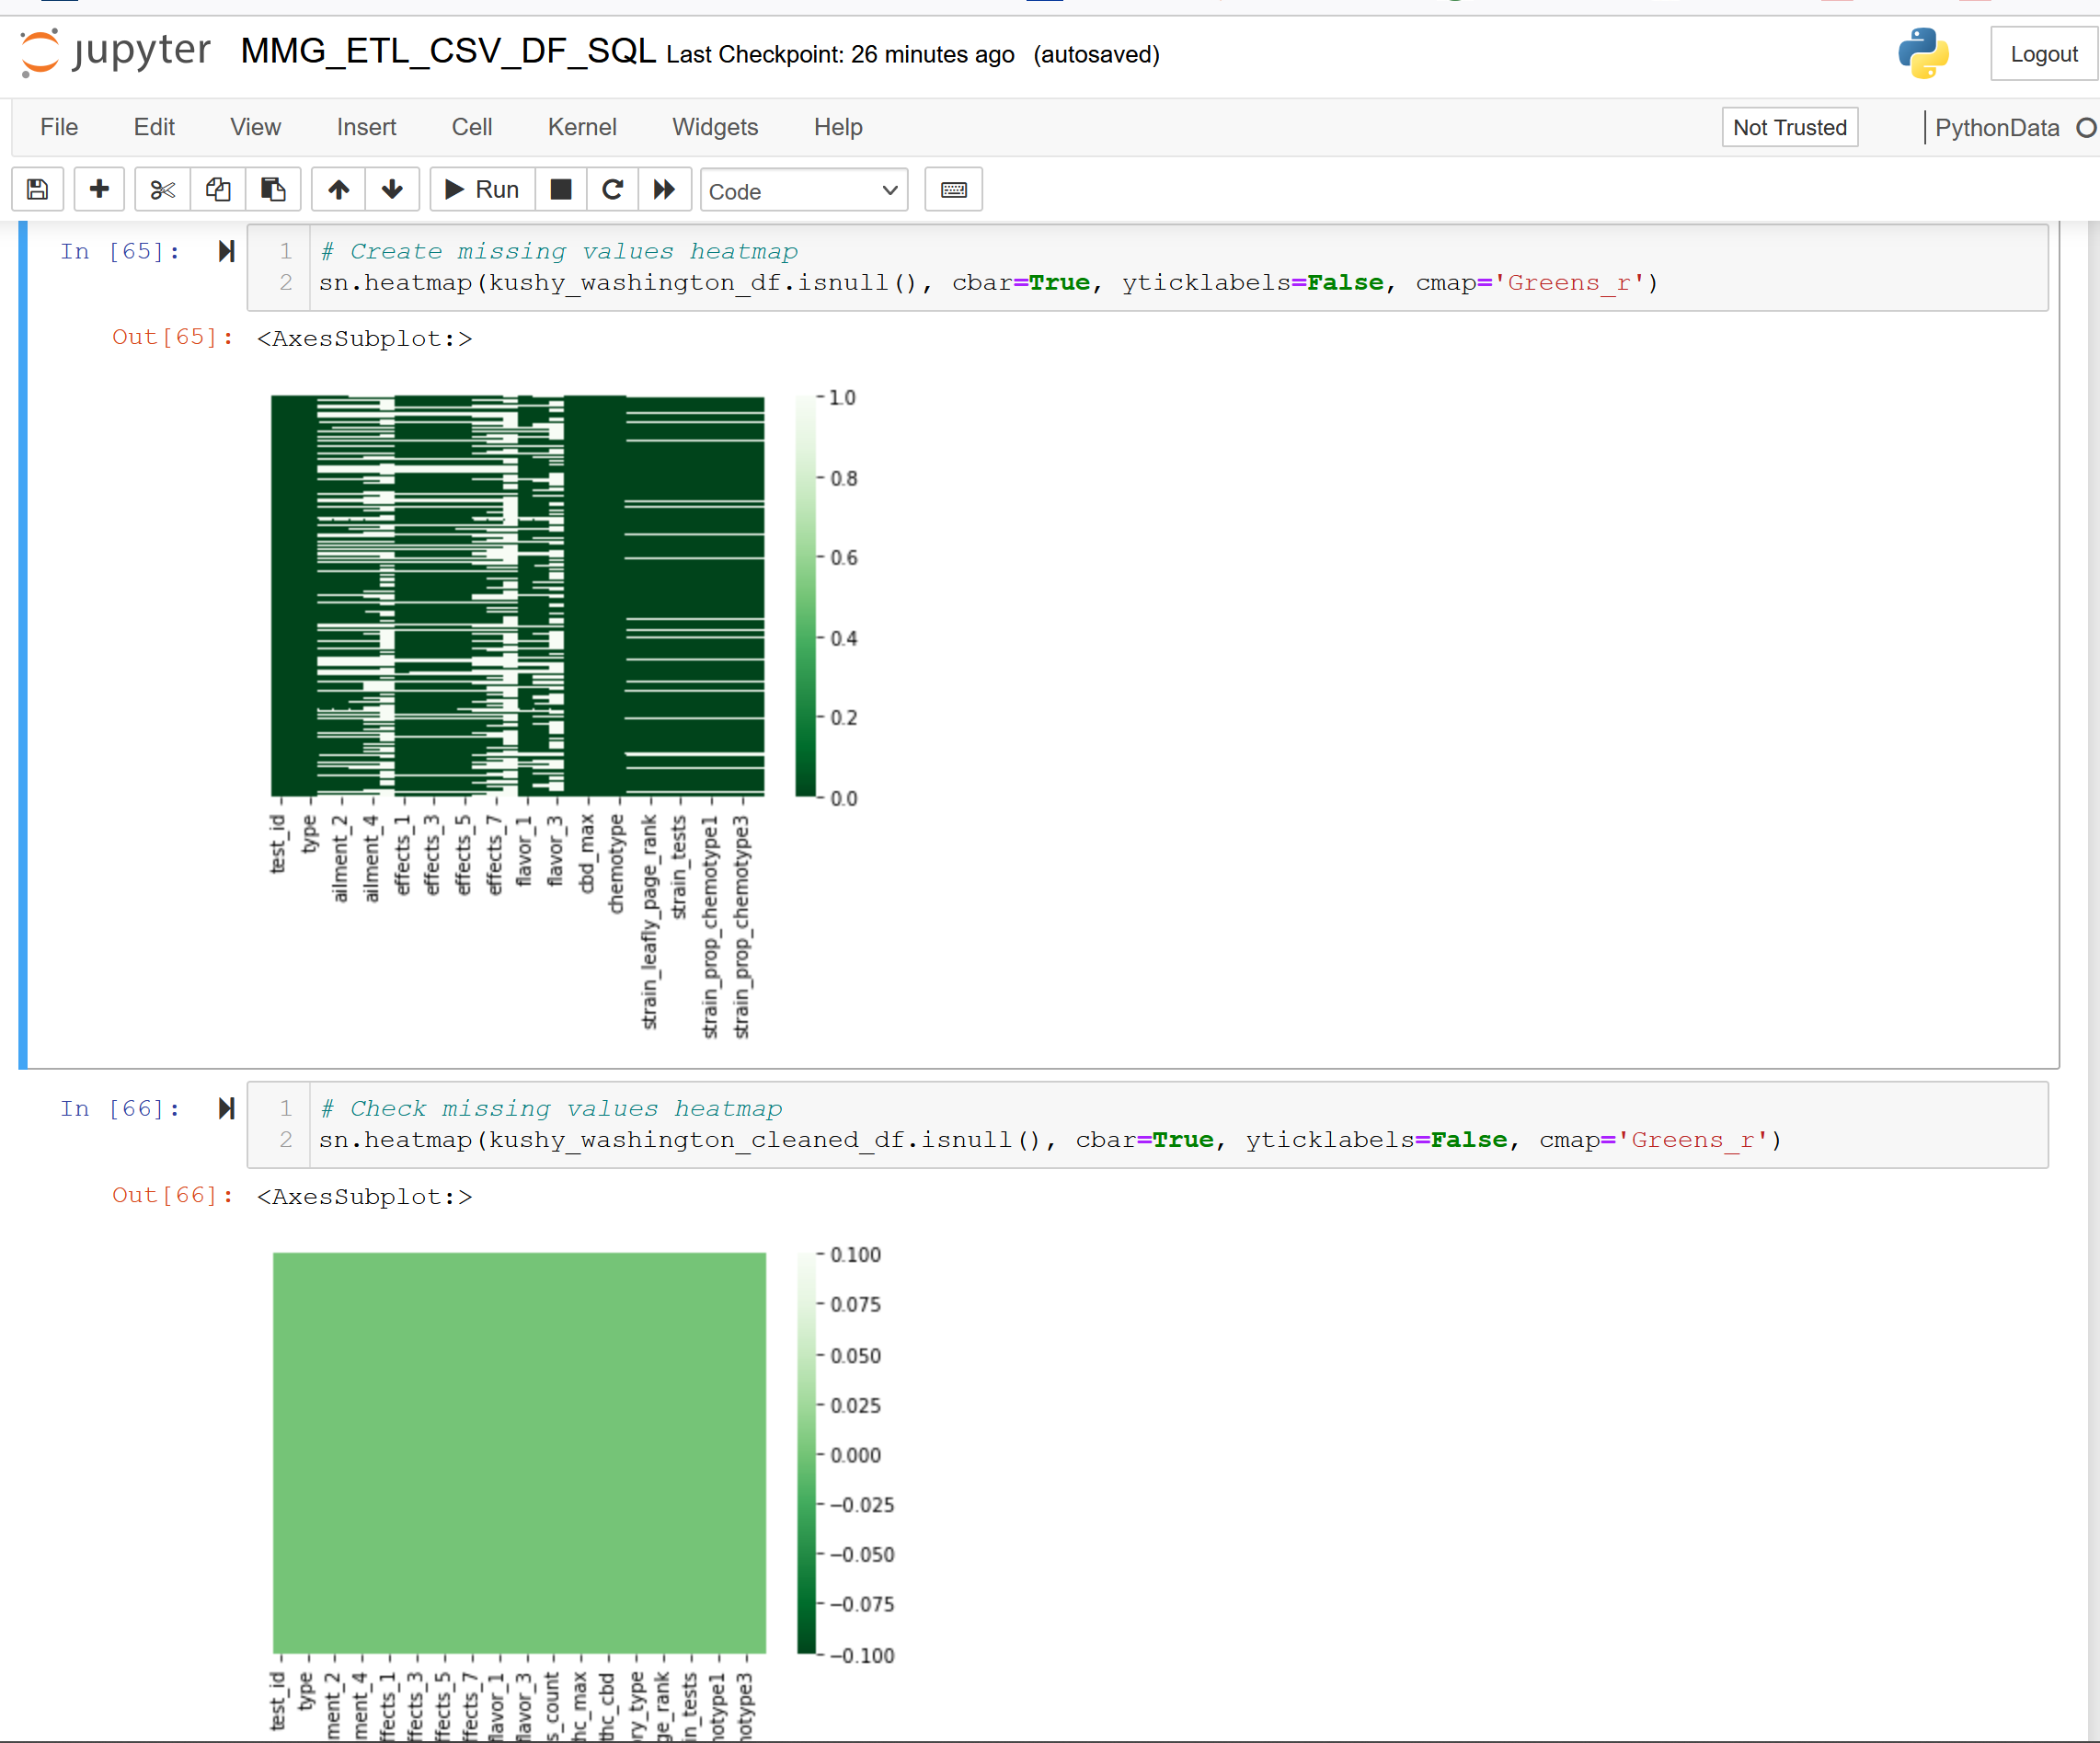 jupyter MMG_ETL_CSV_DF_SQL Last Checkpoint: 26 minutes ago (autosaved) Logout
File Edit View Insert Cell Kernel Widgets Help Not Trusted PythonData
Run Code
In [65]: 1 # Create missing values heatmap
2 sn.heatmap(kushy_washington_df.isnull(), cbar=True, yticklabels=False, cmap='Greens_r')
Out[65]: <AxesSubplot:>
1.0
0.8
0.6
0.4
0.2
0.0
test_id
type
ailment_2
ailment_4
effects_1
effects_3
effects_5
effects_7
flavor_1
flavor_3
cbd_max
chemotype
strain_leafly_page_rank
strain_tests
strain_prop_chemotype1
strain_prop_chemotype3
In [66]: 1 # Check missing values heatmap
2 sn.heatmap(kushy_washington_cleaned_df.isnull(), cbar=True, yticklabels=False, cmap='Greens_r')
Out[66]: <AxesSubplot:>
0.100
0.075
0.050
0.025
0.000
−0.025
−0.050
−0.075
−0.100
test_id
type
ment_2
ment_4
ffects_1
ffects_3
ffects_5
ffects_7
flavor_1
flavor_3
s_count
hc_max
thc_cbd
ry_type
ge_rank
in_tests
notype1
notype3